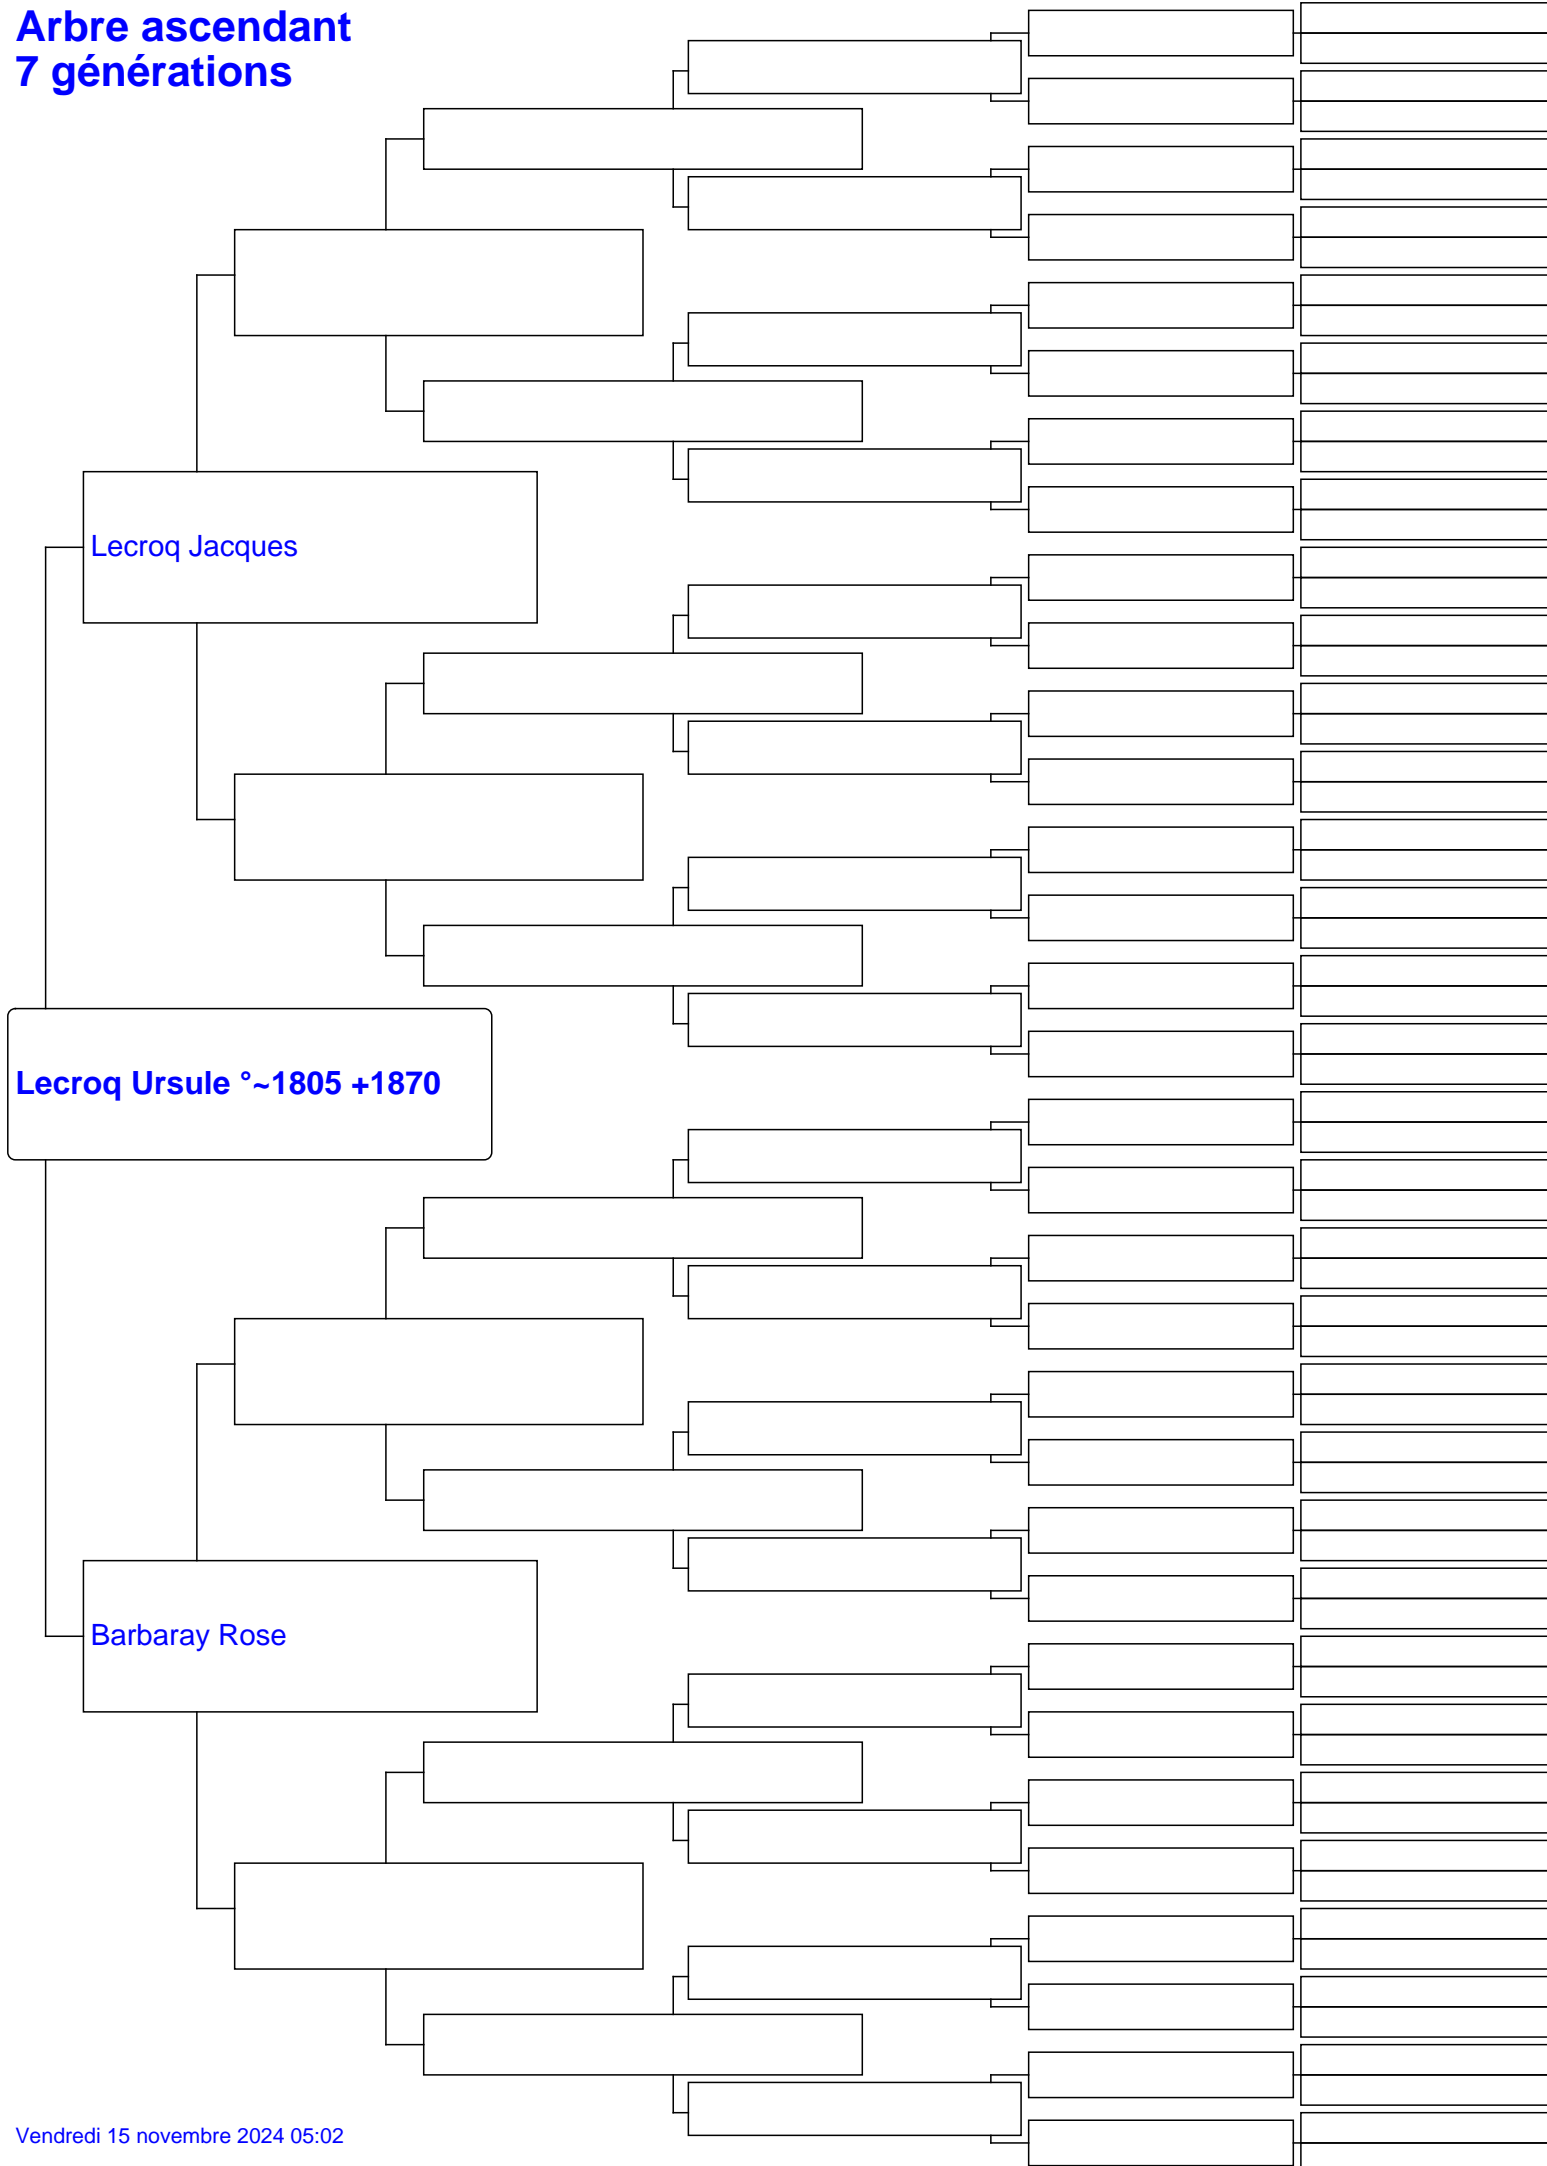 Arbre ascendant
7 générations
Lecroq Jacques
Lecroq Ursule °~1805 +1870
Barbaray Rose
Vendredi 15 novembre 2024 05:02